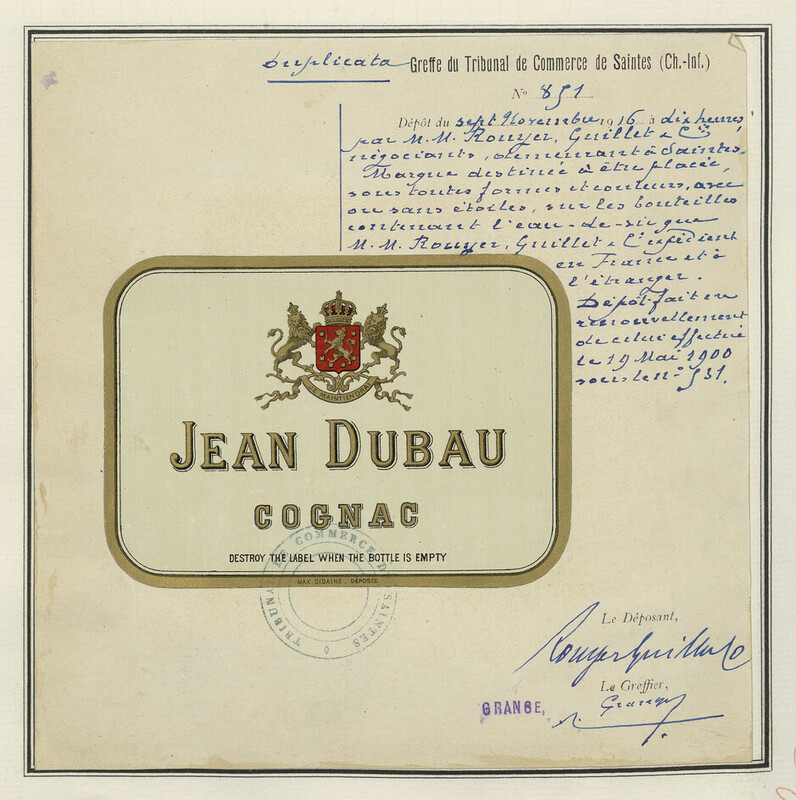 Duplicata Greffe du Tribunal de Commerce de Saintes (Ch.-Inf.)
N° 851
Dépôt du sept Novembre 1916 à dix heures
par M.M. Rouyer, Guillet & Cie
négociants, demeurant à Saintes.
Marque destinée à être placée,
sous toutes formes et couleurs, avec
ou sans étoiles, sur les bouteilles
contenant l'eau-de-vie que
M.M. Rouyer, Guillet & Cie expédient
en France et à
l'étranger.
Dépôt fait en
renouvellement
de celui effectué
le 19 Mai 1900
sous le n° 531.
JE MAINTIENDRAI
JEAN DUBAU
COGNAC
DESTROY THE LABEL WHEN THE BOTTLE IS EMPTY
MAX. SIDAINE. DÉPOSÉE
TRIBUNAL DE COMMERCE DE SAINTES
Le Déposant,
Rouyer Guillet & Co
Le Greffier,
GRANGE,
Grange